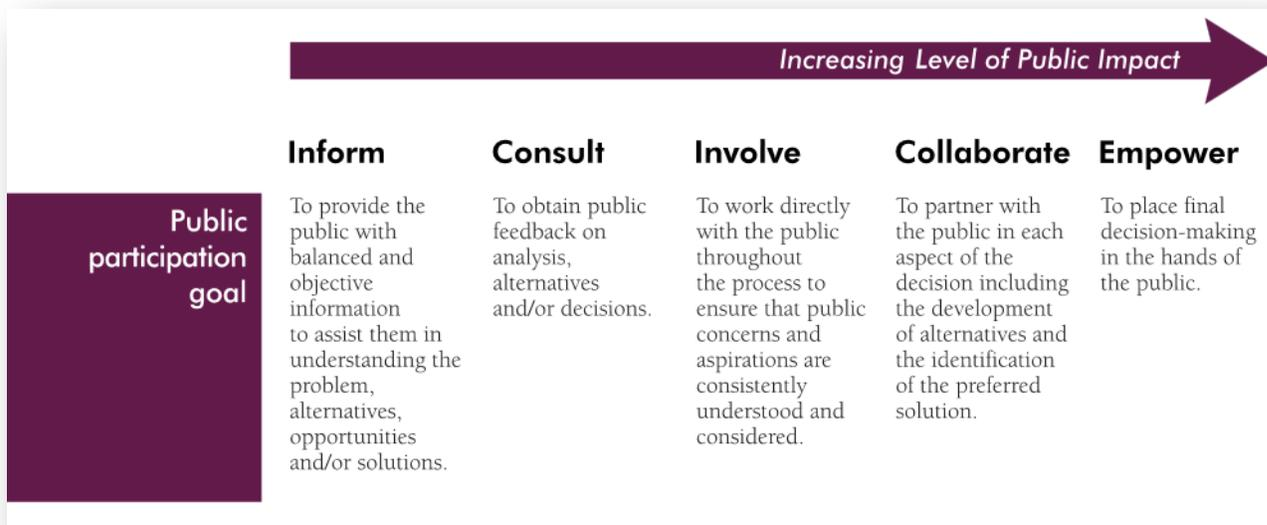 Increasing Level of Public Impact
Inform
Consult
Involve
Collaborate
Empower
Public
participation
goal
To provide the
public with
balanced and
objective
information
to assist them in
understanding the
problem,
alternatives,
opportunities
and/or solutions.
To obtain public
feedback on
analysis,
alternatives
and/or decisions.
To work directly
with the public
throughout
the process to
ensure that public
concerns and
aspirations are
consistently
understood and
considered.
To partner with
the public in each
aspect of the
decision including
the development
of alternatives and
the identification
of the preferred
solution.
To place final
decision-making
in the hands of
the public.